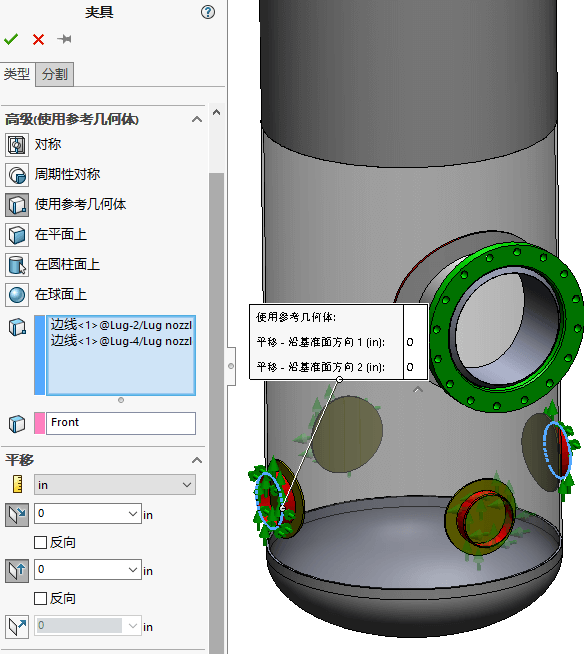 夹具
类型
分割
高级(使用参考几何体)
对称
周期性对称
使用参考几何体
在平面上
在圆柱面上
在球面上
边线<1>@Lug-2/Lug nozzl
边线<1>@Lug-4/Lug nozzl
Front
平移
in
0 in
反向
0 in
反向
0 in
使用参考几何体:
平移 - 沿基准面方向 1 (in): 0
平移 - 沿基准面方向 2 (in): 0